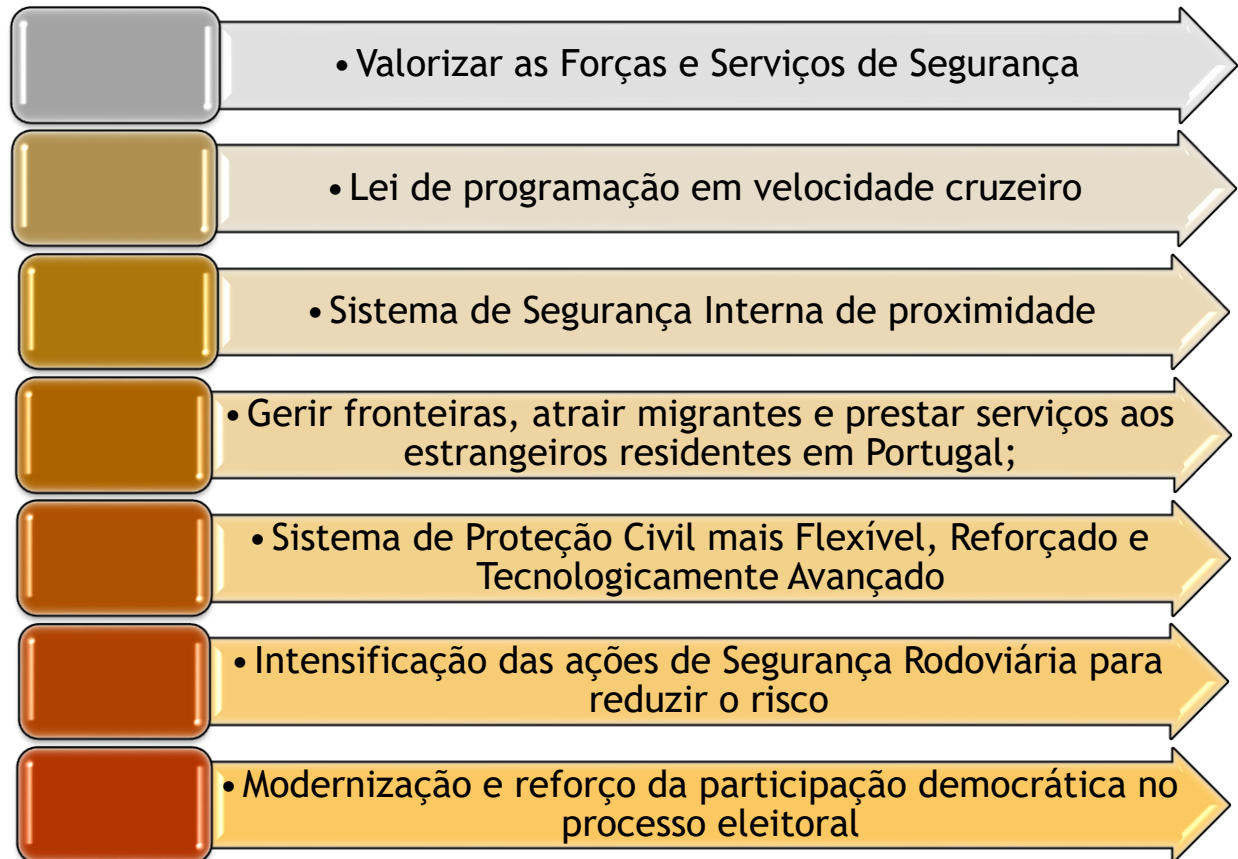 • Valorizar as Forças e Serviços de Segurança
• Lei de programação em velocidade cruzeiro
• Sistema de Segurança Interna de proximidade
• Gerir fronteiras, atrair migrantes e prestar serviços aos
estrangeiros residentes em Portugal;
• Sistema de Proteção Civil mais Flexível, Reforçado e
Tecnologicamente Avançado
• Intensificação das ações de Segurança Rodoviária para
reduzir o risco
• Modernização e reforço da participação democrática no
processo eleitoral